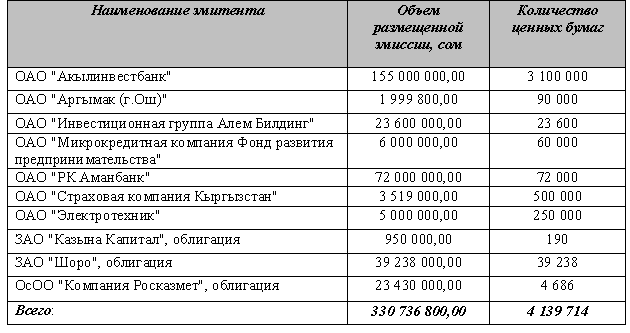 Наименование эмитента Объем размещенной эмиссии, сом Количество ценных бумаг
ОАО "Акылинвестбанк" 155 000 000,00 3 100 000
ОАО "Аргымак (г.Ош)" 1 999 800,00 90 000
ОАО "Инвестиционная группа Алем Билдинг" 23 600 000,00 23 600
ОАО "Микрокредитная компания Фонд развития
предпринимательства" 6 000 000,00 60 000
ОАО "РК Аманбанк" 72 000 000,00 72 000
ОАО "Страховая компания Кыргызстан" 3 519 000,00 500 000
ОАО "Электротехник" 5 000 000,00 250 000
ЗАО "Казына Капитал", облигация 950 000,00 190
ЗАО "Шоро", облигация 39 238 000,00 39 238
ОсОО "Компания Росказмет", облигация 23 430 000,00 4 686
Всего: 330 736 800,00 4 139 714